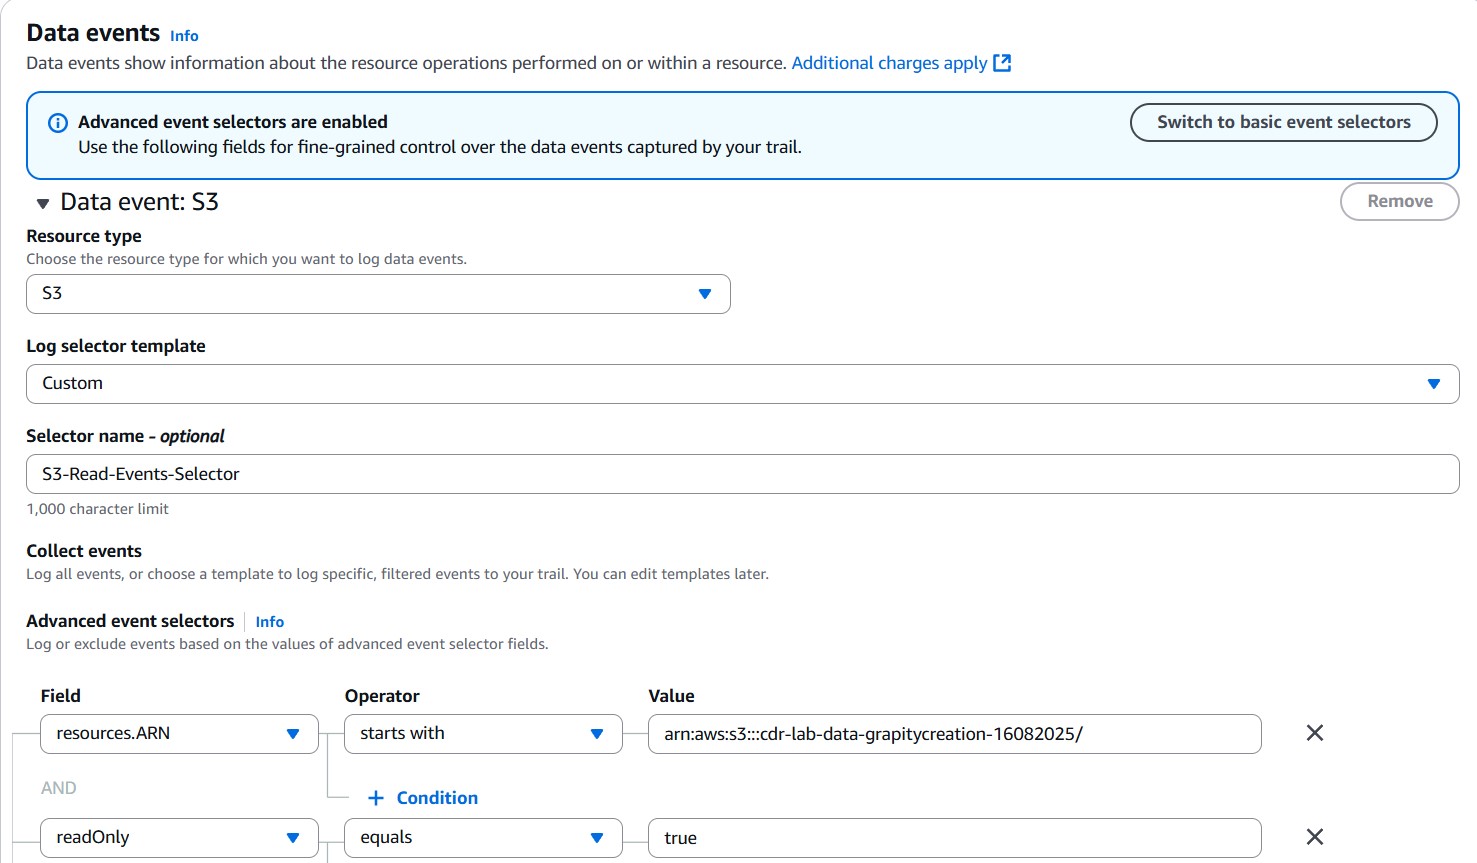 Data events Info
Data events show information about the resource operations performed on or within a resource. Additional charges apply
Advanced event selectors are enabled
Use the following fields for fine-grained control over the data events captured by your trail.
Switch to basic event selectors
Data event: S3
Remove
Resource type
Choose the resource type for which you want to log data events.
S3
Log selector template
Custom
Selector name - optional
S3-Read-Events-Selector
1,000 character limit
Collect events
Log all events, or choose a template to log specific, filtered events to your trail. You can edit templates later.
Advanced event selectors Info
Log or exclude events based on the values of advanced event selector fields.
Field Operator Value
resources.ARN starts with arn:aws:s3:::cdr-lab-data-grapitycreation-16082025/
AND
+ Condition
readOnly equals true